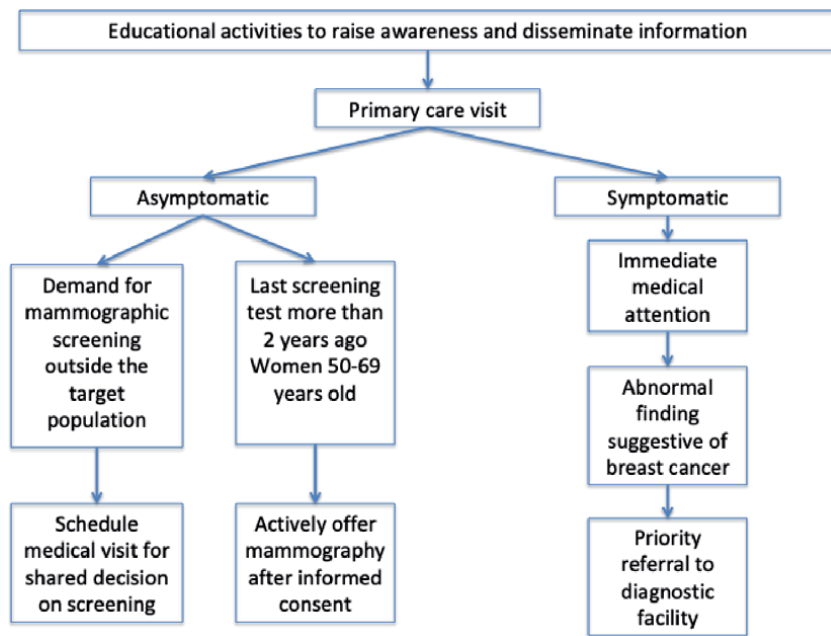 Educational activities to raise awareness and disseminate information
Primary care visit
Asymptomatic
Symptomatic
Demand for
mammographic
screening
outside the
target
population
Last screening
test more than
2 years ago
Women 50-69
years old
Immediate
medical
attention
Abnormal
finding
suggestive of
breast cancer
Schedule
medical visit for
shared decision
on screening
Actively offer
mammography
after informed
consent
Priority
referral to
diagnostic
facility